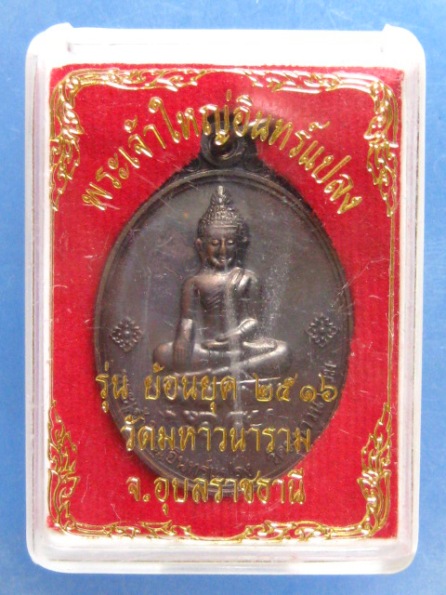 พระเจ้าใหญ่อินทร์แปลง
รุ่น ย้อนยุค ๒๕๑๖
วัดมหาวนาราม
จ.อุบลราชธานี